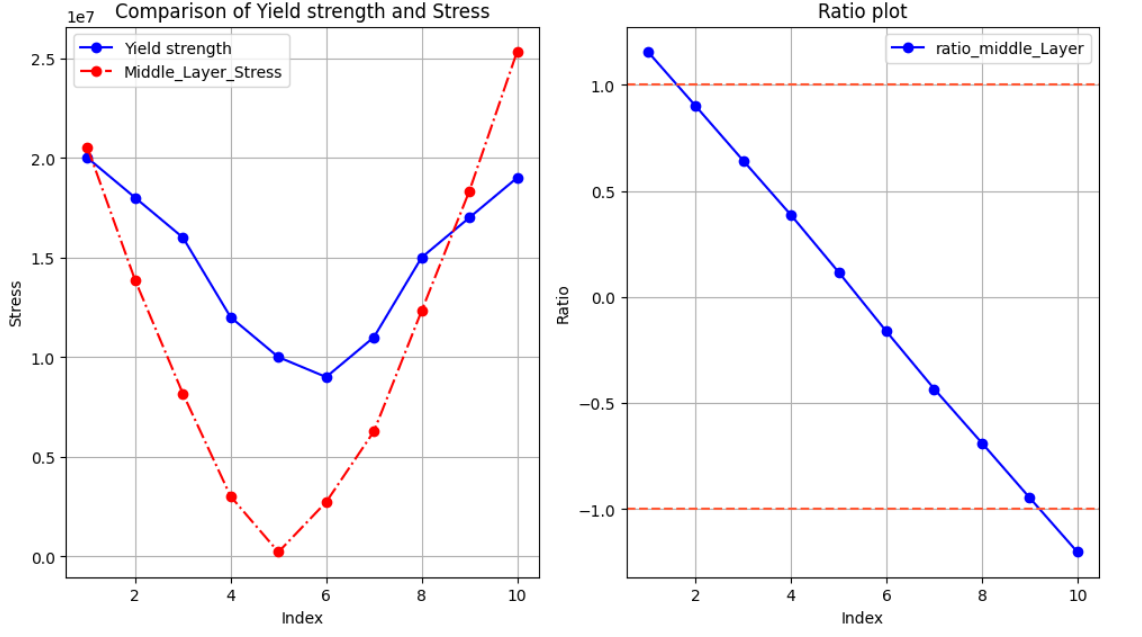 Comparison of Yield strength and Stress
1e7
Yield strength
Middle_Layer_Stress
2.5
2.0
1.5
1.0
0.5
0.0
Stress
2 4 6 8 10
Index
Ratio plot
ratio_middle_Layer
1.0
0.5
0.0
−0.5
−1.0
Ratio
2 4 6 8 10
Index